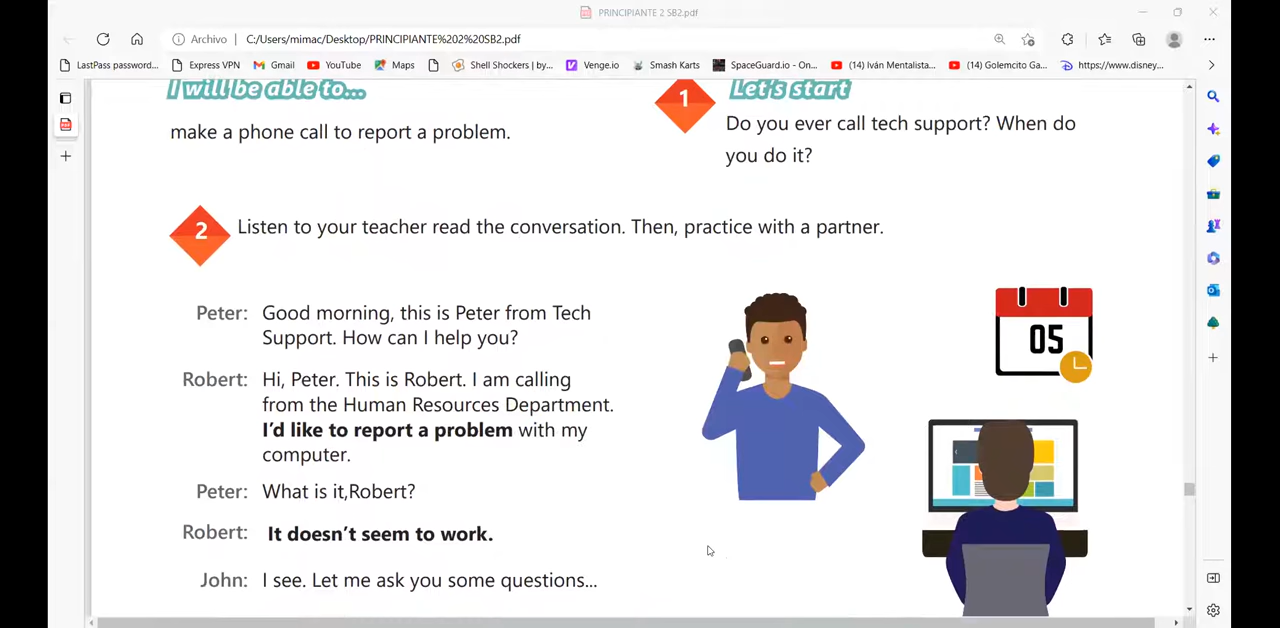 PRINCIPIANTE 2 SB2.pdf
Archivo C:/Users/mimac/Desktop/PRINCIPIANTE%202%20SB2.pdf
LastPass password... Express VPN Gmail YouTube Maps Shell Shockers | by... Venge.io Smash Karts SpaceGuard.io - On... (14) Iván Mentalista... (14) Golemcito Ga... https://www.disney...
I will be able to...
make a phone call to report a problem.
1 Let's start
Do you ever call tech support? When do
you do it?
2 Listen to your teacher read the conversation. Then, practice with a partner.
Peter: Good morning, this is Peter from Tech
Support. How can I help you?
Robert: Hi, Peter. This is Robert. I am calling
from the Human Resources Department.
I'd like to report a problem with my
computer.
Peter: What is it,Robert?
Robert: It doesn't seem to work.
John: I see. Let me ask you some questions...
05